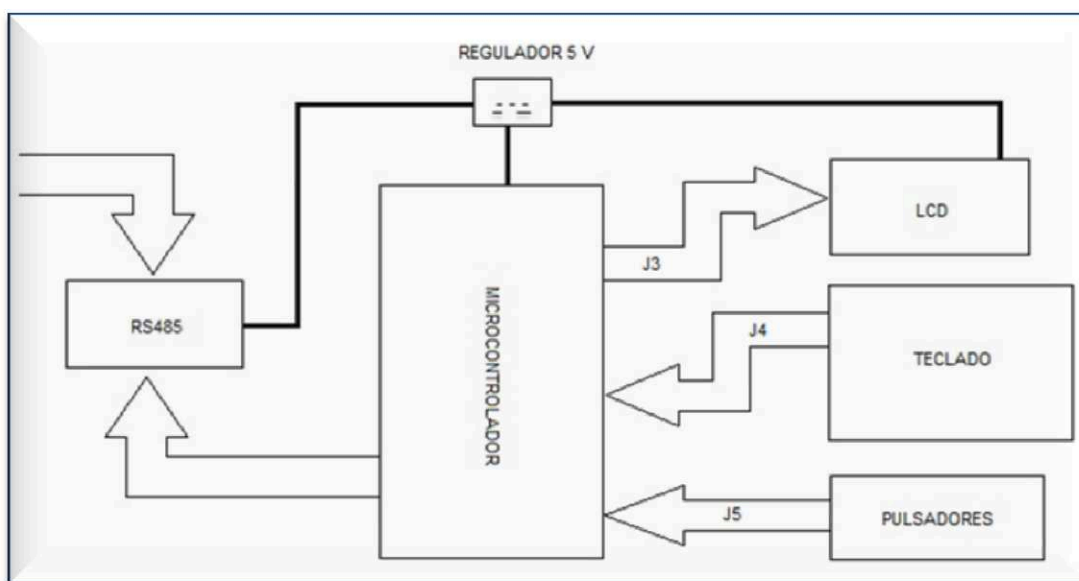 REGULADOR 5 V
LCD
J3
RS485
MICROCONTROLADOR
J4
TECLADO
J5
PULSADORES